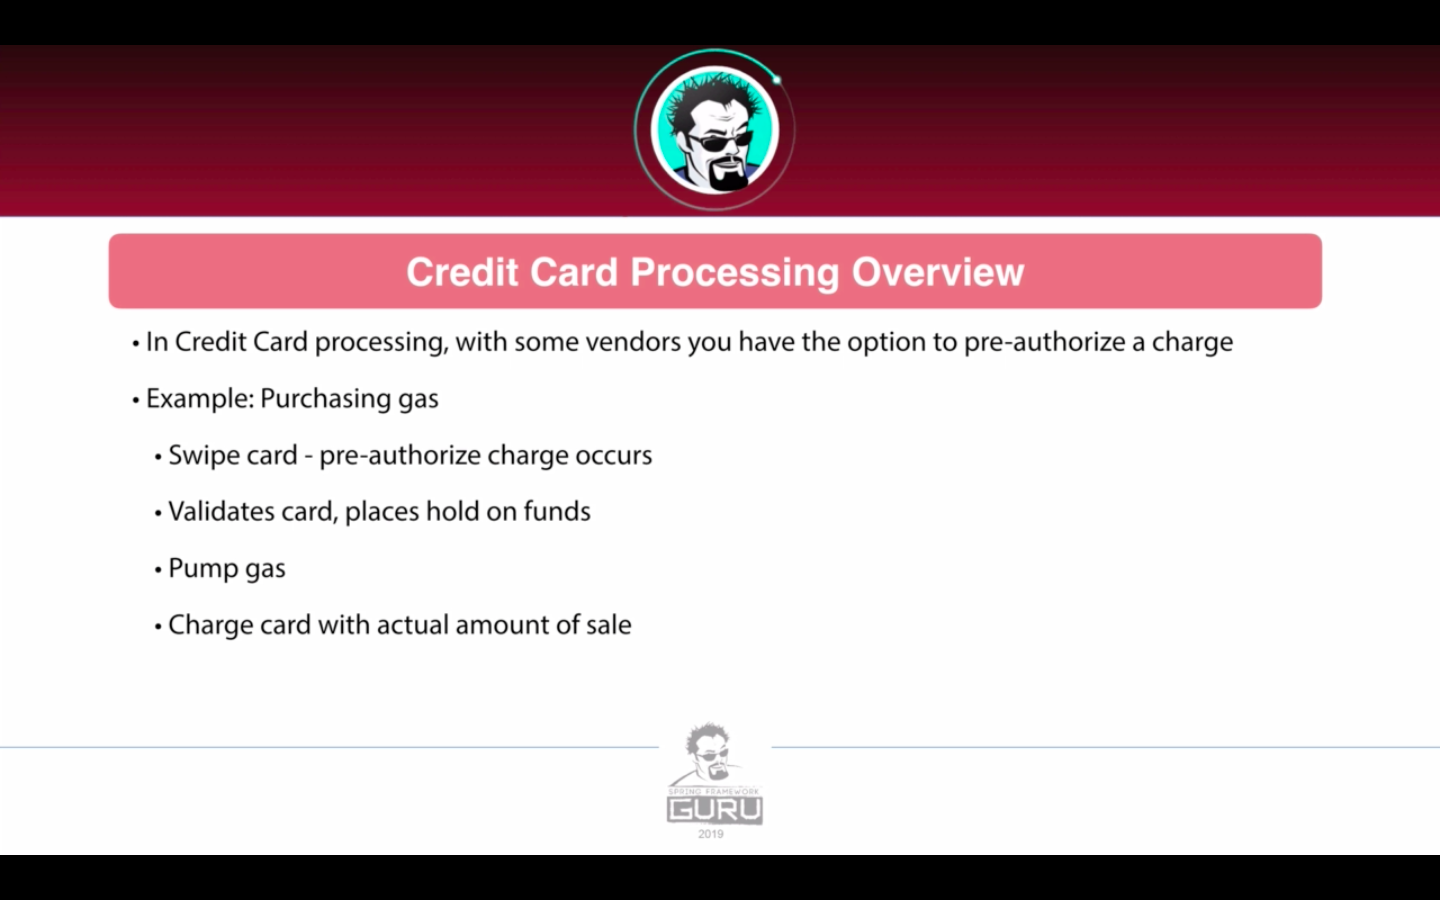 Credit Card Processing Overview
• In Credit Card processing, with some vendors you have the option to pre-authorize a charge
• Example: Purchasing gas
• Swipe card - pre-authorize charge occurs
• Validates card, places hold on funds
• Pump gas
• Charge card with actual amount of sale
SPRING FRAMEWORK
GURU
2019